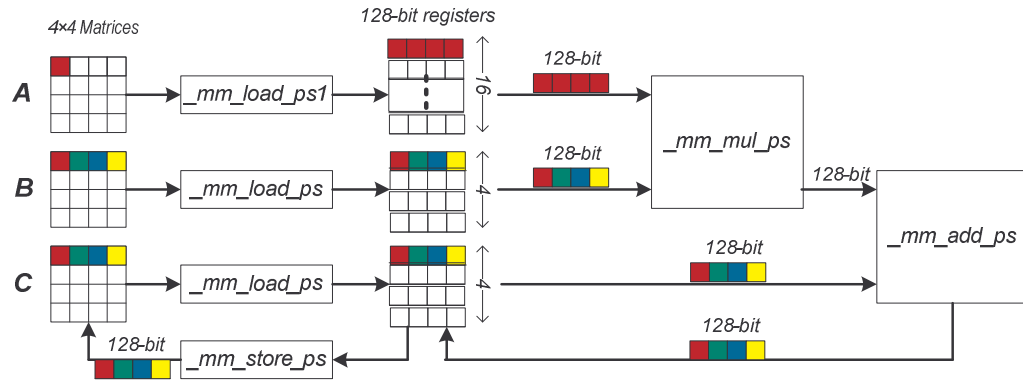 4×4 Matrices
128-bit registers
A
_mm_load_ps1
16
128-bit
_mm_mul_ps
B
_mm_load_ps
4
128-bit
128-bit
_mm_add_ps
C
_mm_load_ps
4
128-bit
128-bit
_mm_store_ps
128-bit